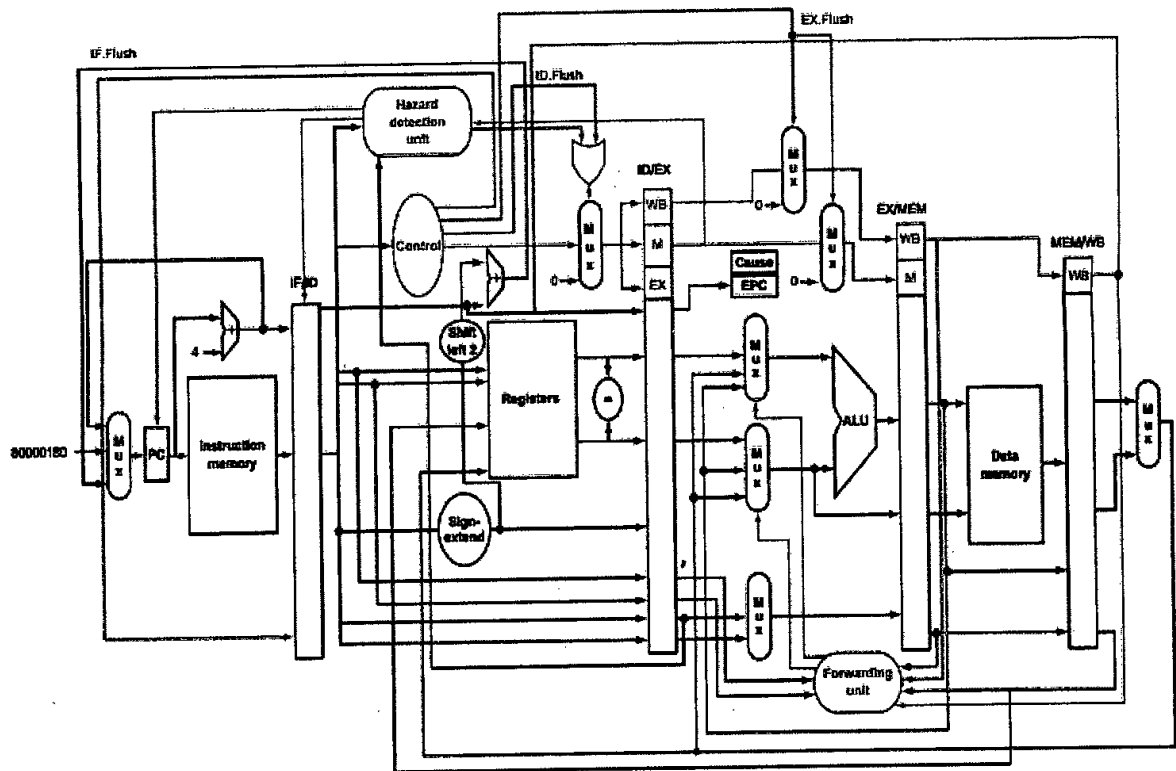 EX.Flush
IF.Flush
ID.Flush
Hazard
detection
unit
M
u
x
ID/EX
WB
EX/MEM
0
M
u
x
M
u
x
Control
M
WB
MEM/WB
Cause
WB
IF/ID
0
EX
EPC
0
M
+
+
4
Shift
left 2
M
u
x
Registers
=
ALU
M
u
x
80000180
M
u
x
PC
Instruction
memory
M
u
x
Data
memory
Sign-
extend
M
u
x
Forwarding
unit